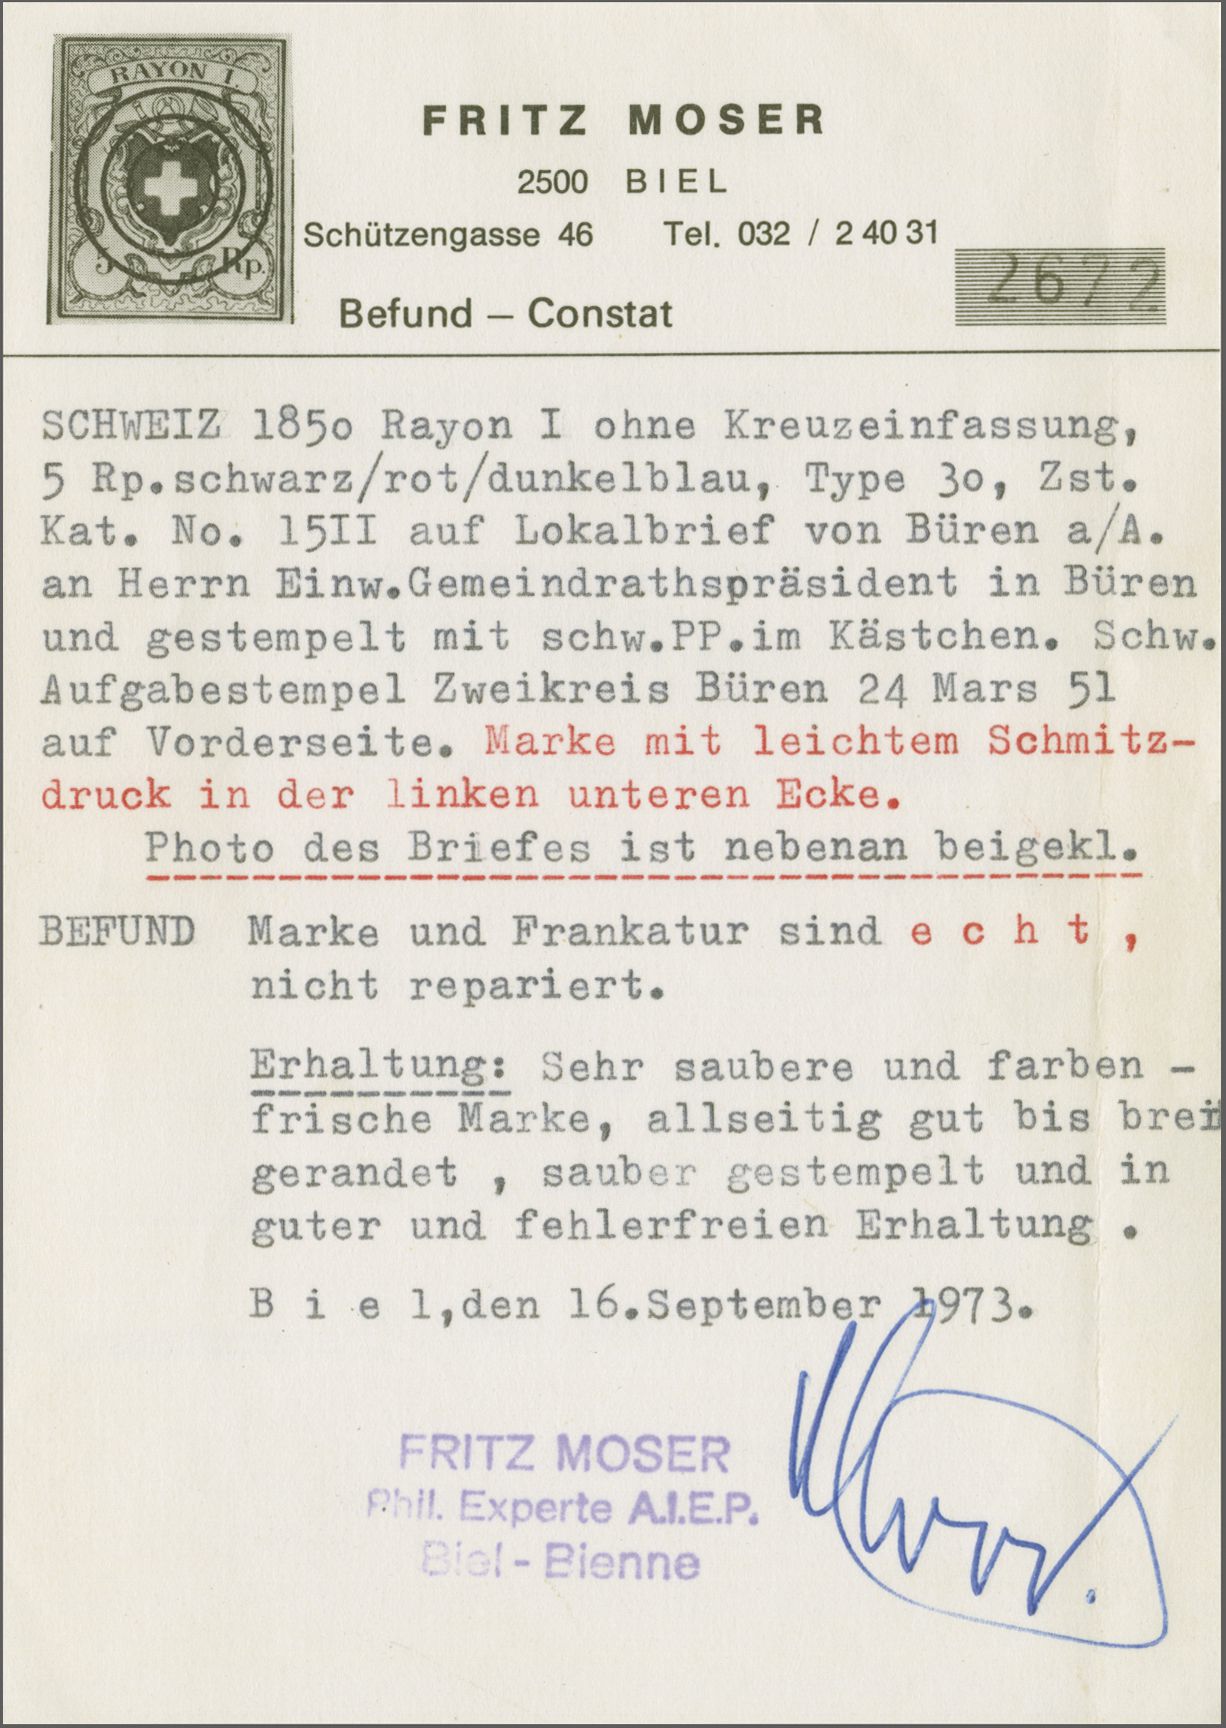 RAYON I.
5 Rp.
FRITZ MOSER
2500 BIEL
Schützengasse 46 Tel. 032 / 2 40 31
2672
Befund – Constat
SCHWEIZ 185o Rayon I ohne Kreuzeinfassung,
5 Rp.schwarz/rot/dunkelblau, Type 3o, Zst.
Kat. No. 15II auf Lokalbrief von Büren a/A.
an Herrn Einw.Gemeindrathspräsident in Büren
und gestempelt mit schw.PP.im Kästchen. Schw.
Aufgabestempel Zweikreis Büren 24 Mars 51
auf Vorderseite. Marke mit leichtem Schmitz-
druck in der linken unteren Ecke.
Photo des Briefes ist nebenan beigekl.
BEFUND Marke und Frankatur sind e c h t ,
nicht repariert.
Erhaltung: Sehr saubere und farben -
frische Marke, allseitig gut bis breit
gerandet , sauber gestempelt und in
guter und fehlerfreien Erhaltung .
B i e l,den 16.September 1973.
FRITZ MOSER
Phil. Experte A.I.E.P.
Biel - Bienne